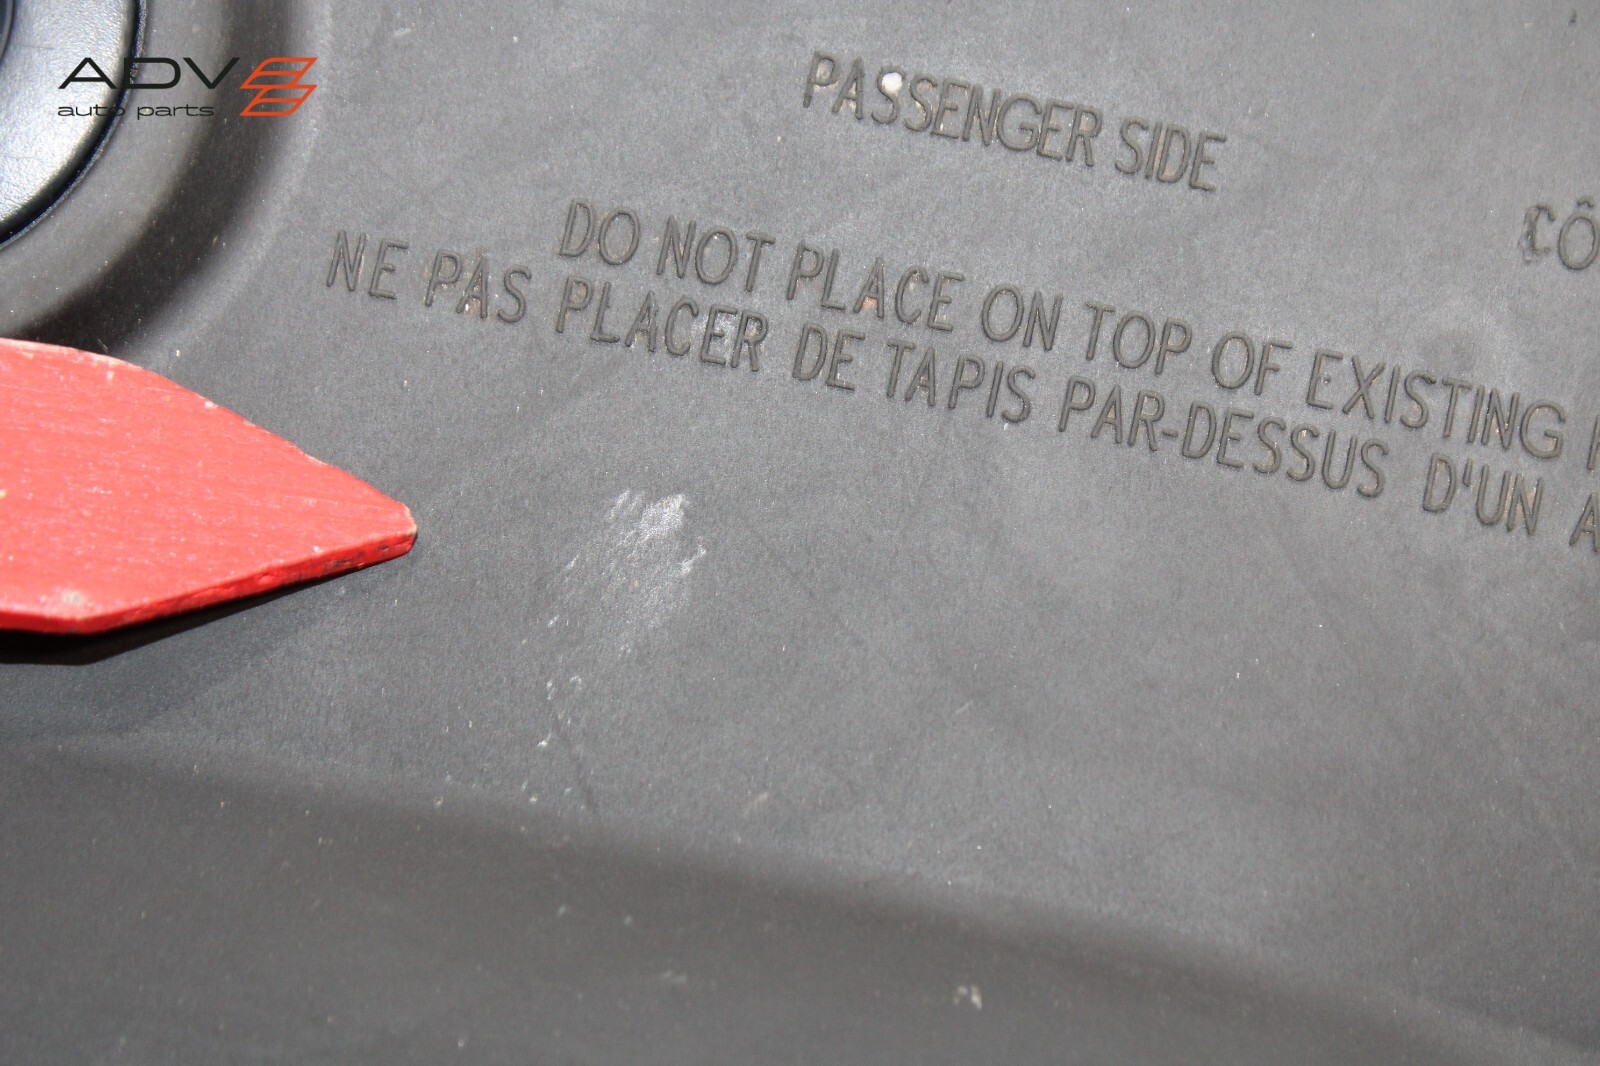 ADV
auto parts
PASSENGER SIDE
DO NOT PLACE ON TOP OF EXISTING
NE PAS PLACER DE TAPIS PAR-DESSUS D'UN